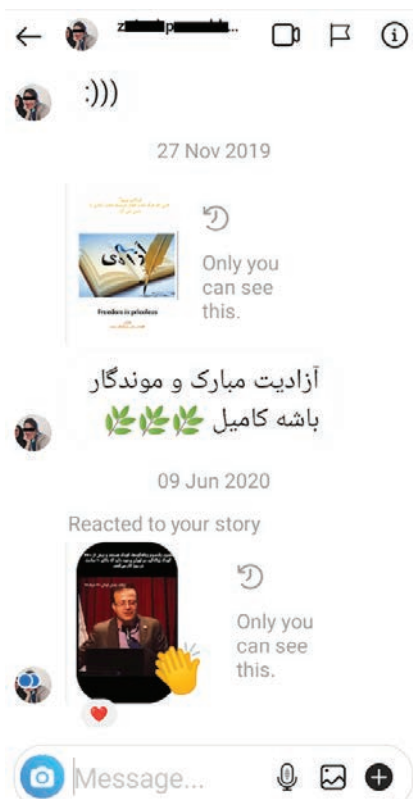 :)))
27 Nov 2019
آزادی
Freedom is priceless
Only you
can see
this.
آزادیت مبارک و موندگار
باشه کامیل 🌿🌿🌿
09 Jun 2020
Reacted to your story
Only you
can see
this.
Message...